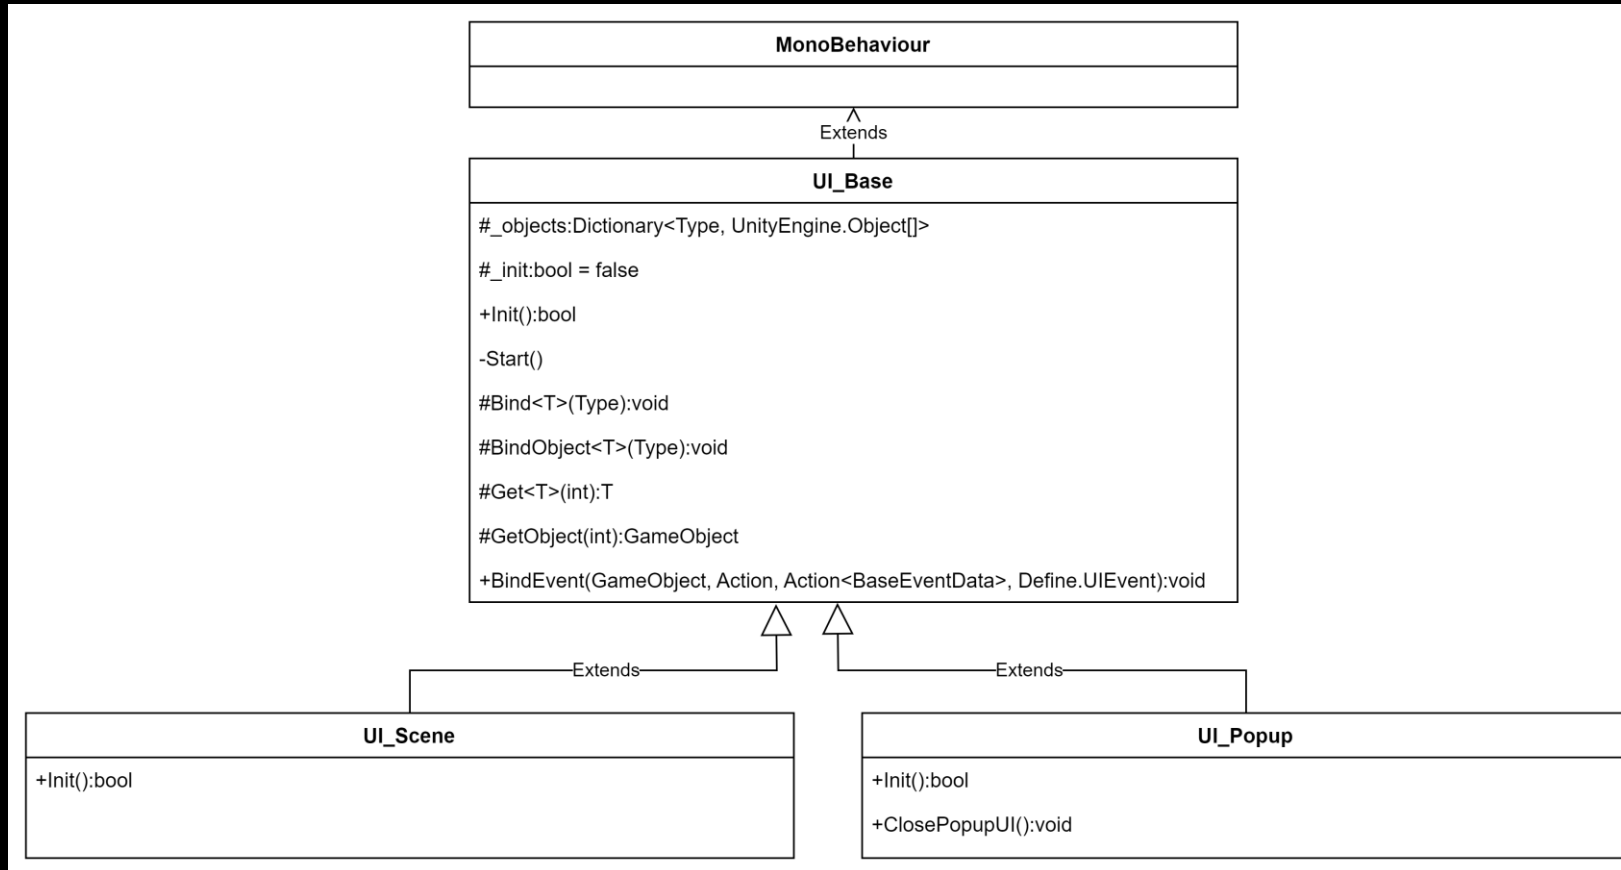 MonoBehaviour
Extends
UI_Base
#_objects:Dictionary<Type, UnityEngine.Object[]>
#_init:bool = false
+Init():bool
-Start()
#Bind<T>(Type):void
#BindObject<T>(Type):void
#Get<T>(int):T
#GetObject(int):GameObject
+BindEvent(GameObject, Action, Action<BaseEventData>, Define.UIEvent):void
Extends
Extends
UI_Scene
+Init():bool
UI_Popup
+Init():bool
+ClosePopupUI():void